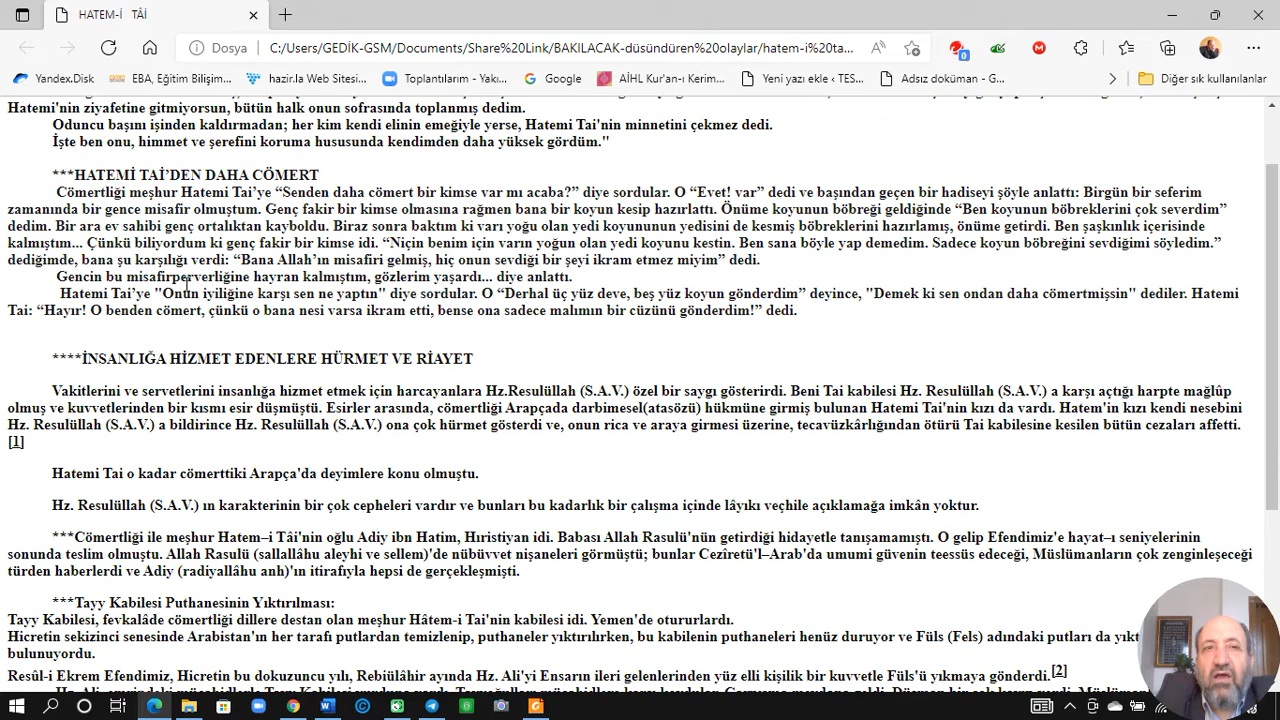 HATEM-İ TÂİ
Dosya C:/Users/GEDİK-GSM/Documents/Share%20Link/BAKILACAK-düsündüren%20olaylar/hatem-i%20ta...
Yandex.Disk EBA, Eğitim Bilişim... hazir.la Web Sitesi... Toplantılarım - Yakı... Google AİHL Kur'an-ı Kerim... Yeni yazı ekle ‹ TES... Adsız doküman - G... Diğer sık kullanılanlar
Hatemi'nin ziyafetine gitmiyorsun, bütün halk onun sofrasında toplanmış dedim.
Oduncu başını işinden kaldırmadan; her kim kendi elinin emeğiyle yerse, Hatemi Tai'nin minnetini çekmez dedi.
İşte ben onu, himmet ve şerefini koruma hususunda kendimden daha yüksek gördüm."
***HATEMİ TAİ’DEN DAHA CÖMERT
Cömertliği meşhur Hatemi Tai’ye “Senden daha cömert bir kimse var mı acaba?” diye sordular. O “Evet! var” dedi ve başından geçen bir hadiseyi şöyle anlattı: Birgün bir seferim
zamanında bir gence misafir olmuştum. Genç fakir bir kimse olmasına rağmen bana bir koyun kesip hazırlattı. Önüme koyunun böbreği geldiğinde “Ben koyunun böbreklerini çok severdim”
dedim. Bir ara ev sahibi genç ortalıktan kayboldu. Biraz sonra baktım ki varı yoğu olan yedi koyununun yedisini de kesmiş böbreklerini hazırlamış, önüme getirdi. Ben şaşkınlık içerisinde
kalmıştım... Çünkü biliyordum ki genç fakir bir kimse idi. “Niçin benim için varın yoğun olan yedi koyunu kestin. Ben sana böyle yap demedim. Sadece koyun böbreğini sevdiğimi söyledim.”
dediğimde, bana şu karşılığı verdi: “Bana Allah’ın misafiri gelmiş, hiç onun sevdiği bir şeyi ikram etmez miyim” dedi.
Gencin bu misafirperverliğine hayran kalmıştım, gözlerim yaşardı... diye anlattı.
Hatemi Tai’ye "Onun iyiliğine karşı sen ne yaptın" diye sordular. O “Derhal üç yüz deve, beş yüz koyun gönderdim” deyince, "Demek ki sen ondan daha cömertmişsin" dediler. Hatemi
Tai: “Hayır! O benden cömert, çünkü o bana nesi varsa ikram etti, bense ona sadece malımın bir cüzünü gönderdim!” dedi.
****İNSANLIĞA HİZMET EDENLERE HÜRMET VE RİAYET
Vakitlerini ve servetlerini insanlığa hizmet etmek için harcayanlara Hz.Resulüllah (S.A.V.) özel bir saygı gösterirdi. Beni Tai kabilesi Hz. Resulüllah (S.A.V.) a karşı açtığı harpte mağlûp
olmuş ve kuvvetlerinden bir kısmı esir düşmüştü. Esirler arasında, cömertliği Arapçada darbimesel(atasözü) hükmüne girmiş bulunan Hatemi Tai'nin kızı da vardı. Hatem'in kızı kendi nesebini
Hz. Resulüllah (S.A.V.) a bildirince Hz. Resulüllah (S.A.V.) ona çok hürmet gösterdi ve, onun rica ve araya girmesi üzerine, tecavüzkârlığından ötürü Tai kabilesine kesilen bütün cezaları affetti.
[1]
Hatemi Tai o kadar cömerttiki Arapça'da deyimlere konu olmuştu.
Hz. Resulüllah (S.A.V.) ın karakterinin bir çok cepheleri vardır ve bunları bu kadarlık bir çalışma içinde lâyıkı veçhile açıklamağa imkân yoktur.
***Cömertliği ile meşhur Hatem–i Tâi'nin oğlu Adiy ibn Hatim, Hıristiyan idi. Babası Allah Rasulü'nün getirdiği hidayetle tanışamamıştı. O gelip Efendimiz'e hayat–ı seniyelerinin
sonunda teslim olmuştu. Allah Rasulü (sallallâhu aleyhi ve sellem)'de nübüvvet nişaneleri görmüştü; bunlar Cezîretü'l–Arab'da umumi güvenin teessüs edeceği, Müslümanların çok zenginleşeceği
türden haberlerdi ve Adiy (radiyallâhu anh)'ın itirafıyla hepsi de gerçekleşmişti.
***Tayy Kabilesi Puthanesinin Yıktırılması:
Tayy Kabilesi, fevkalâde cömertliği dillere destan olan meşhur Hâtem-i Tai'nin kabilesi idi. Yemen'de otururlardı.
Hicretin sekizinci senesinde Arabistan'ın her tarafı putlardan temizlenip, puthaneler yıktırılırken, bu kabilenin puthaneleri henüz duruyor ve Füls (Fels) adındaki putları da
bulunuyordu.
Resûl-i Ekrem Efendimiz, Hicretin bu dokuzuncu yılı, Rebiülâhir ayında Hz. Ali'yi Ensarın ileri gelenlerinden yüz elli kişilik bir kuvvetle Füls'ü yıkmaya gönderdi.[2]